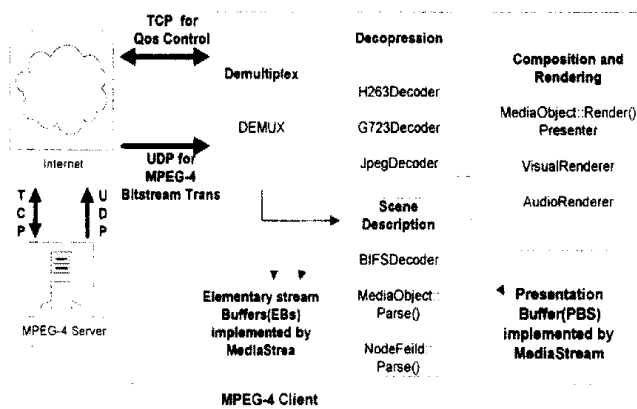 TCP for
Qos Control
Internet
UDP for
MPEG-4
Bitstream Trans
TCP
UDP
MPEG-4 Server
Demultiplex
DEMUX
Elementary stream
Buffers(EBs)
implemented by
MediaStrea
Decopression
H263Decoder
G723Decoder
JpegDecoder
Scene
Description
BIFSDecoder
MediaObject::
Parse()
NodeFeild::
Parse()
Composition and
Rendering
MediaObject::Render()
Presenter
VisualRenderer
AudioRenderer
Presentation
Buffer(PBS)
implemented by
MediaStream
MPEG-4 Client